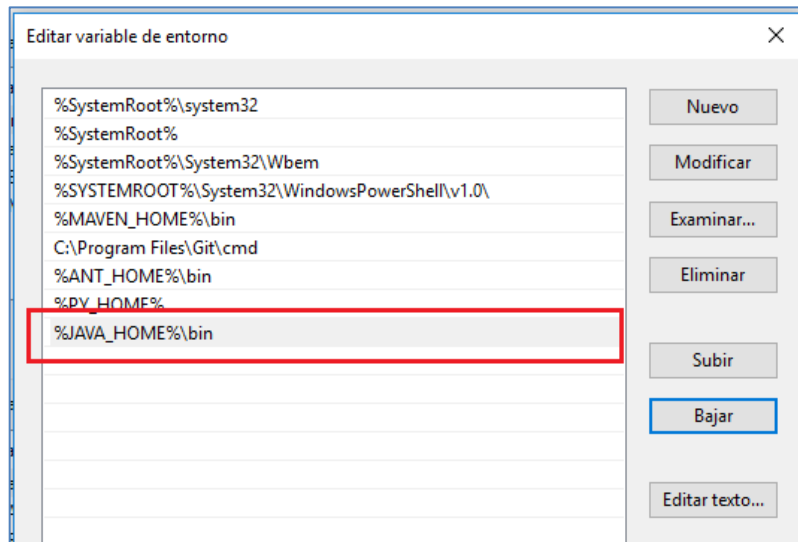 Editar variable de entorno
%SystemRoot%\system32
%SystemRoot%
%SystemRoot%\System32\Wbem
%SYSTEMROOT%\System32\WindowsPowerShell\v1.0\
%MAVEN_HOME%\bin
C:\Program Files\Git\cmd
%ANT_HOME%\bin
%PY_HOME%
%JAVA_HOME%\bin
Nuevo
Modificar
Examinar...
Eliminar
Subir
Bajar
Editar texto...